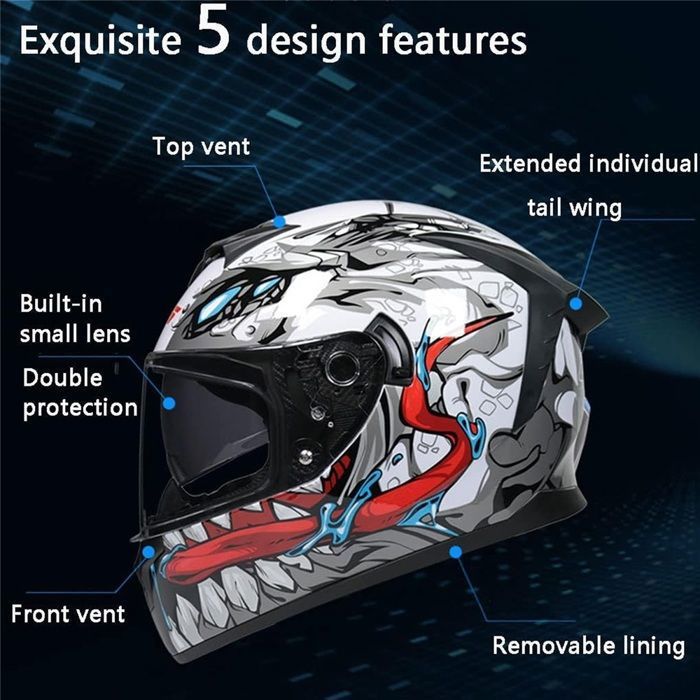 Exquisite 5 design features
Top vent
Extended individual
tail wing
Built-in
small lens
Double
protection
Front vent
Removable lining